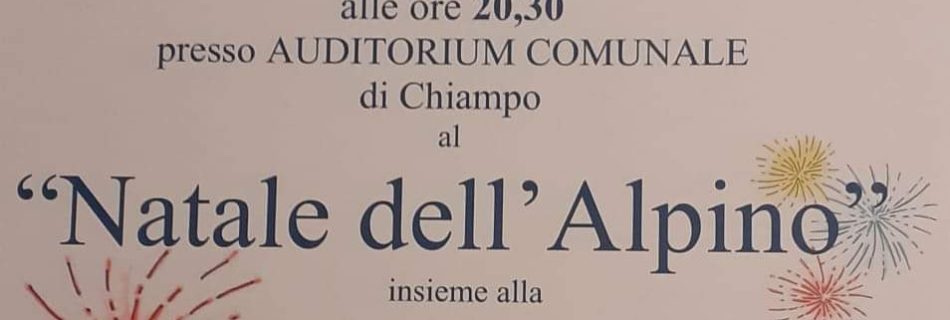 alle ore 20,30
presso AUDITORIUM COMUNALE
di Chiampo
al
“Natale dell’Alpino”
insieme alla